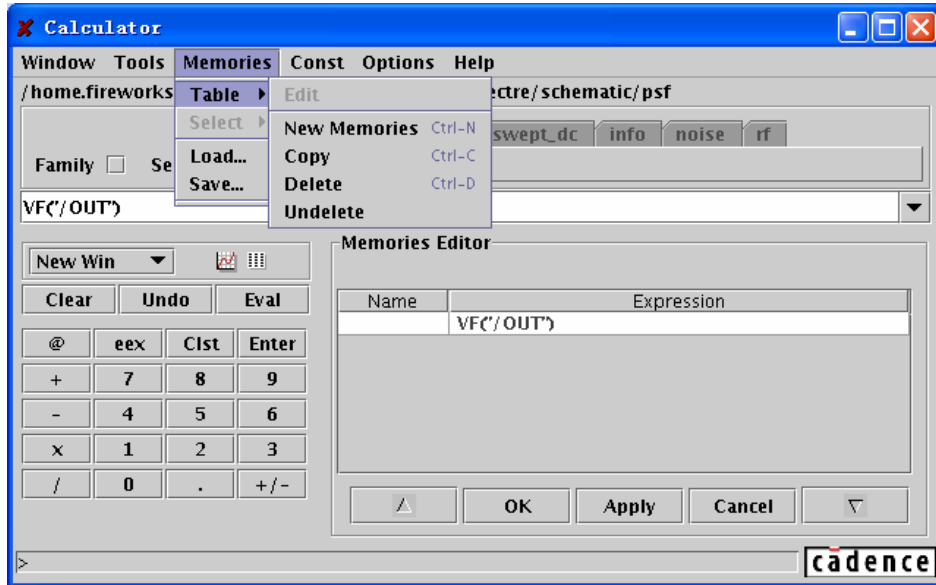 Calculator
Window Tools Memories Const Options Help
/home.fireworks ectre/schematic/psf
Table Edit
Select New Memories Ctrl-N swept_dc info noise rf
Load... Copy Ctrl-C
Family Se Save... Delete Ctrl-D
Undelete
VF("/OUT")
New Win Memories Editor
Clear Undo Eval Name Expression
VF("/OUT")
@ eex Clst Enter
+ 7 8 9
- 4 5 6
x 1 2 3
/ 0 . +/-
OK Apply Cancel
> cādence